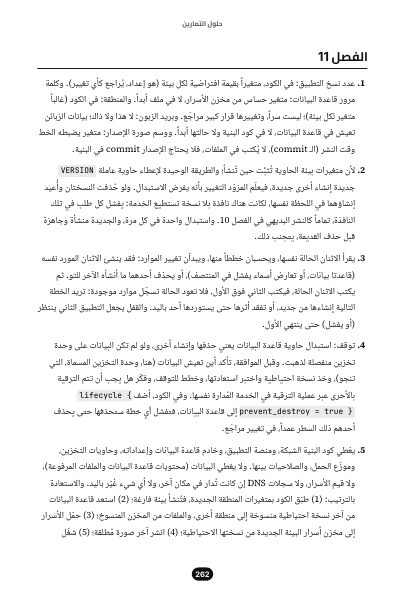 حلول التمارين
الفصل 11
1. عدد نسخ التطبيق: في الكود، متغيراً بقيمة افتراضية لكل بيئة (هو إعداد، يُراجع كأي تغيير). وكلمة
مرور قاعدة البيانات: متغير حساس من مخزن الأسرار، لا في ملف أبداً. والمنطقة: في الكود (غالباً
متغير لكل بيئة)؛ ليست سراً، وتغييرها قرار كبير مراجَع. وبريد الزبون: لا هذا ولا ذاك؛ بيانات الزبائن
تعيش في قاعدة البيانات، لا في كود البنية ولا حالتها أبداً. ووسم صورة الإصدار: متغير يضبطه الخط
وقت النشر (الـ commit)، لا يُكتب في الملفات، فلا يحتاج الإصدار commit في البنية.
2. لأن متغيرات بيئة الحاوية تُثبَّت حين تُنشأ؛ والطريقة الوحيدة لإعطاء حاوية عاملة VERSION
جديدة إنشاء أخرى جديدة، فيعلّم المزوّد التغيير بأنه يفرض الاستبدال. ولو حُذفت النسختان وأُعيد
إنشاؤهما في اللحظة نفسها، لكانت هناك نافذة بلا نسخة تستطيع الخدمة: يفشل كل طلب في تلك
النافذة، تماماً كالنشر البديهي في الفصل 10. واستبدال واحدة في كل مرة، والجديدة منشأة وجاهزة
قبل حذف القديمة، يتجنب ذلك.
3. يقرأ الاثنان الحالة نفسها، ويحسبان خططاً منها، ويبدآن تغيير الموارد: فقد ينشئ الاثنان المورد نفسه
(قاعدتا بيانات، أو تعارض أسماء يفشل في المنتصف)، أو يحذف أحدهما ما أنشأه الآخر للتو. ثم
يكتب الاثنان الحالة، فيكتب الثاني فوق الأول، فلا تعود الحالة تسجّل موارد موجودة: تريد الخطة
التالية إنشاءها من جديد، أو تفقد أثرها حتى يستوردها أحد باليد. والقفل يجعل التطبيق الثاني ينتظر
(أو يفشل) حتى ينتهي الأول.
4. توقف: استبدال حاوية قاعدة البيانات يعني حذفها وإنشاء أخرى، ولو لم تكن البيانات على وحدة
تخزين منفصلة لذهبت. وقبل الموافقة، تأكد أين تعيش البيانات (هنا، وحدة التخزين المسماة، التي
تنجو)، وخذ نسخة احتياطية واختبر استعادتها، وخطط للتوقف، وفكّر هل يجب أن تتم الترقية
بالأحرى عبر عملية الترقية في الخدمة المُدارة نفسها. وفي الكود، أضف lifecycle {
prevent_destroy = true } إلى قاعدة البيانات، فتفشل أي خطة ستحذفها حتى يحذف
أحدهم ذلك السطر عمداً، في تغيير مراجَع.
5. يغطي كود البنية الشبكة، ومنصة التطبيق، وخادم قاعدة البيانات وإعداداته، وحاويات التخزين،
وموزّع الحمل، والصلاحيات بينها. ولا يغطي البيانات (محتويات قاعدة البيانات والملفات المرفوعة)،
ولا قيم الأسرار، ولا سجلات DNS إن كانت تُدار في مكان آخر، ولا أي شيء غُيّر باليد. والاستعادة
بالترتيب: (1) طبّق الكود بمتغيرات المنطقة الجديدة، فتُنشأ بيئة فارغة؛ (2) استعد قاعدة البيانات
من آخر نسخة احتياطية منسوخة إلى منطقة أخرى، والملفات من المخزن المنسوخ؛ (3) حمّل الأسرار
إلى مخزن أسرار البيئة الجديدة من نسختها الاحتياطية؛ (4) انشر آخر صورة مُطلقة؛ (5) شغّل
262